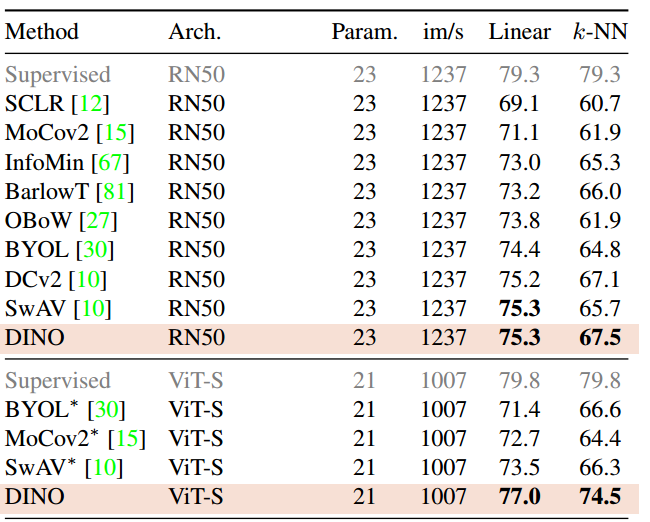 Method Arch. Param. im/s Linear k-NN
Supervised RN50 23 1237 79.3 79.3
SCLR [12] RN50 23 1237 69.1 60.7
MoCov2 [15] RN50 23 1237 71.1 61.9
InfoMin [67] RN50 23 1237 73.0 65.3
BarlowT [81] RN50 23 1237 73.2 66.0
OBoW [27] RN50 23 1237 73.8 61.9
BYOL [30] RN50 23 1237 74.4 64.8
DCv2 [10] RN50 23 1237 75.2 67.1
SwAV [10] RN50 23 1237 75.3 65.7
DINO RN50 23 1237 75.3 67.5
Supervised ViT-S 21 1007 79.8 79.8
BYOL* [30] ViT-S 21 1007 71.4 66.6
MoCov2* [15] ViT-S 21 1007 72.7 64.4
SwAV* [10] ViT-S 21 1007 73.5 66.3
DINO ViT-S 21 1007 77.0 74.5